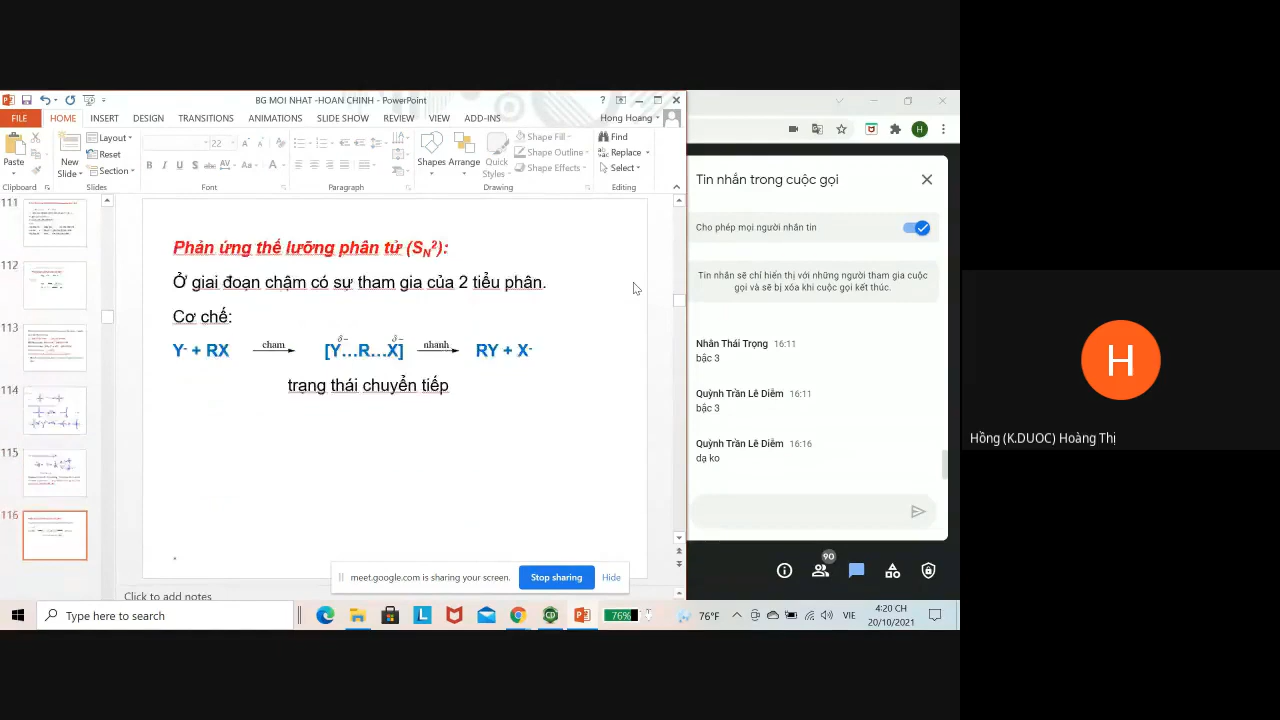 BG MOI NHAT -HOAN CHINH - PowerPoint
FILE HOME INSERT DESIGN TRANSITIONS ANIMATIONS SLIDE SHOW REVIEW VIEW ADD-INS Hong Hoang
Paste
New Slide
Layout
Reset
Section
22
Shapes Arrange Quick Styles
Shape Fill
Shape Outline
Shape Effects
Find
Replace
Select
Clipboard Slides Font Paragraph Drawing Editing
111
112
113
114
115
116
Phản ứng thế lưỡng phân tử (SN2):
Ở giai đoạn chậm có sự tham gia của 2 tiểu phân.
Cơ chế:
Y- + RX cham [Y...R...X] nhanh RY + X-
δ− δ−
trạng thái chuyển tiếp
meet.google.com is sharing your screen. Stop sharing Hide
Click to add notes
Tin nhắn trong cuộc gọi
Cho phép mọi người nhắn tin
Tin nhắn sẽ chỉ hiển thị với những người tham gia cuộc
gọi và sẽ bị xóa khi cuộc gọi kết thúc.
Nhân Thái Trọng 16:11
bậc 3
Quỳnh Trần Lê Diễm 16:11
bậc 3
Quỳnh Trần Lê Diễm 16:16
dạ ko
90
Type here to search
76%
76°F
VIE
4:20 CH
20/10/2021
H
Hồng (K.DUOC) Hoàng Thị